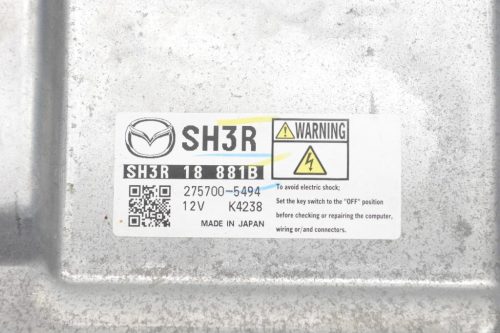 SH3R
SH3R 18 881B
275700-5494
12V K4238
MADE IN JAPAN
WARNING
To avoid electric shock;
Set the key switch to the "OFF" position
before checking or repairing the computer,
wiring or/and connectors.